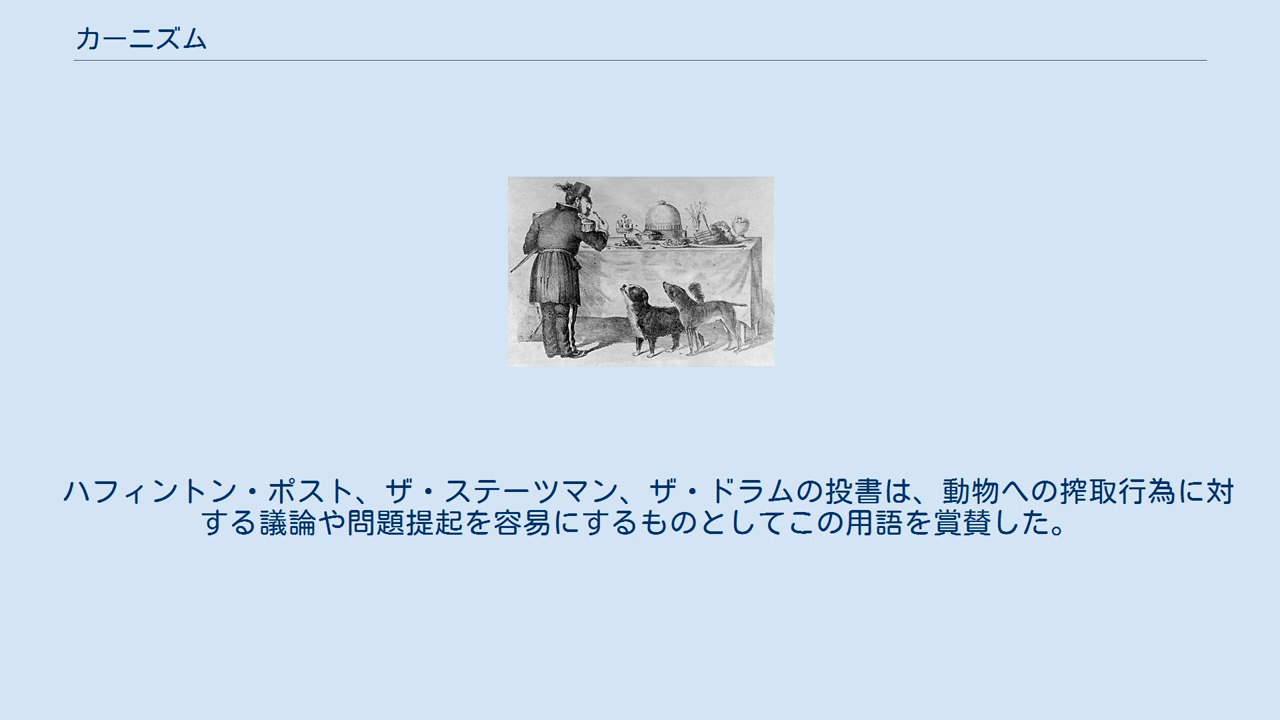 カーニズム
ハフィントン・ポスト、ザ・ステーツマン、ザ・ドラムの投書は、動物への搾取行為に対
する議論や問題提起を容易にするものとしてこの用語を賞賛した。